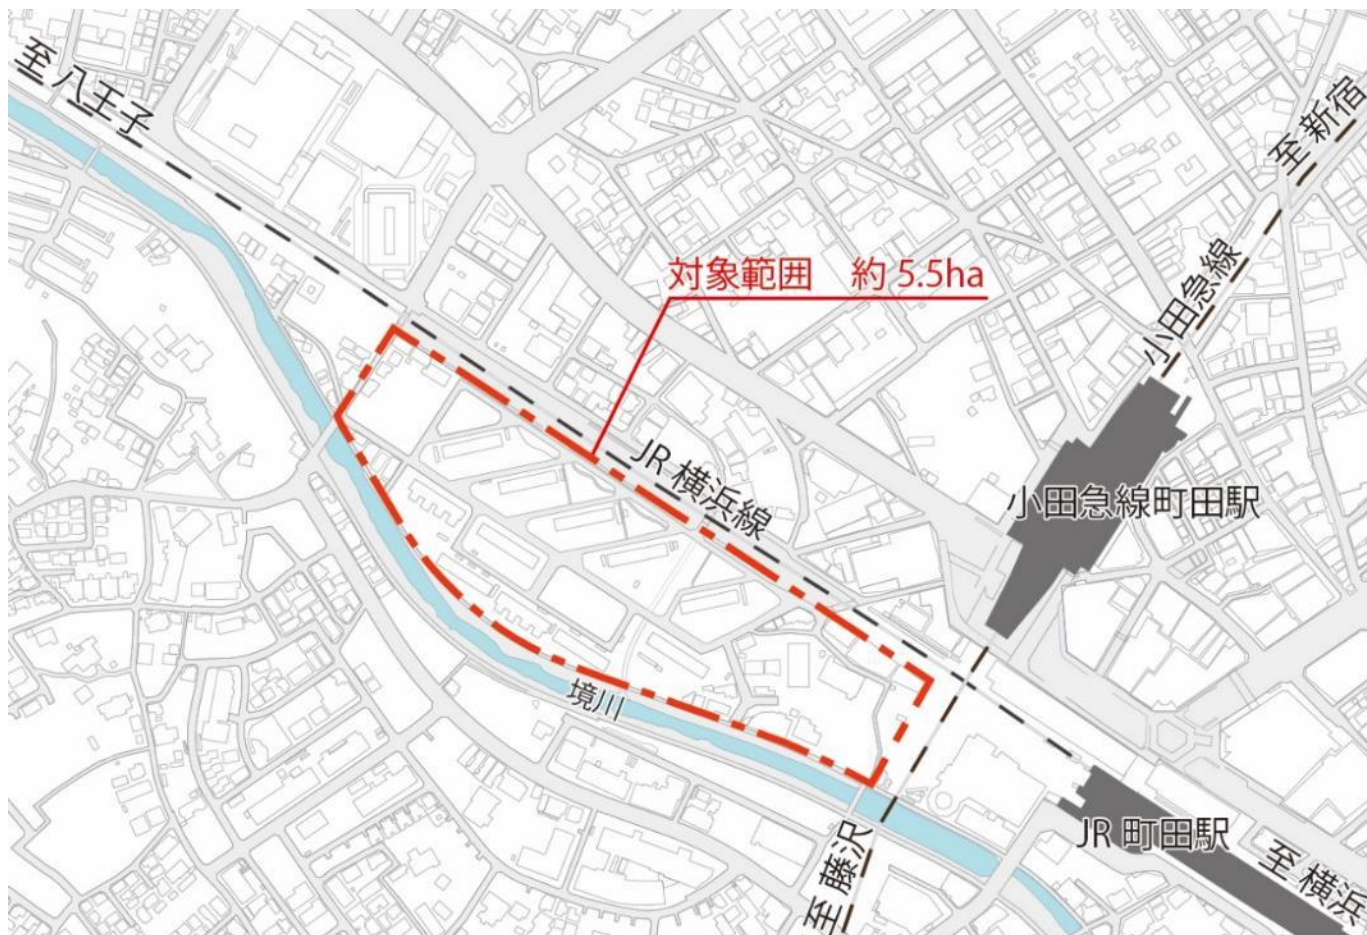 至 八王子
至 新宿
小田急線
対象範囲　約 5.5ha
JR 横浜線
小田急線町田駅
境川
JR 町田駅
至 藤沢
至 横浜